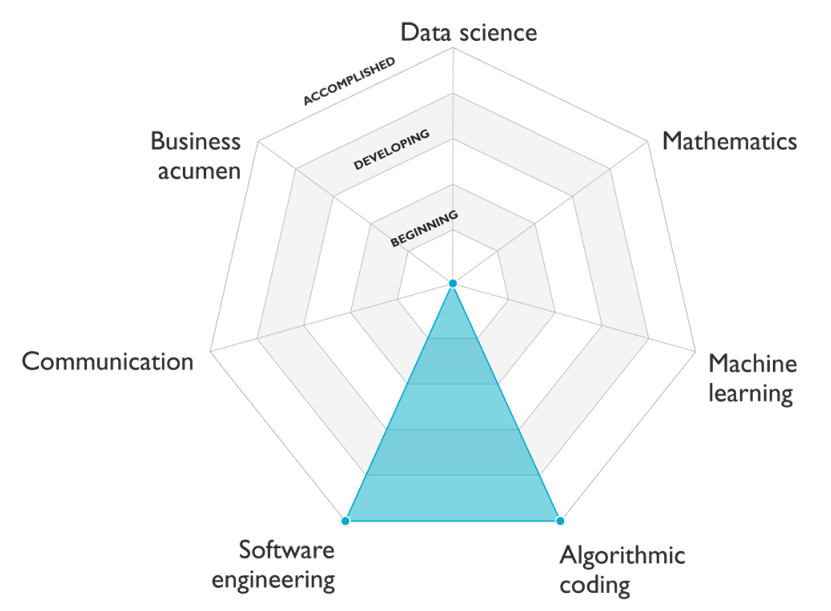 Data science
ACCOMPLISHED
Business
acumen
DEVELOPING
Mathematics
BEGINNING
Communication
Machine
learning
Software
engineering
Algorithmic
coding